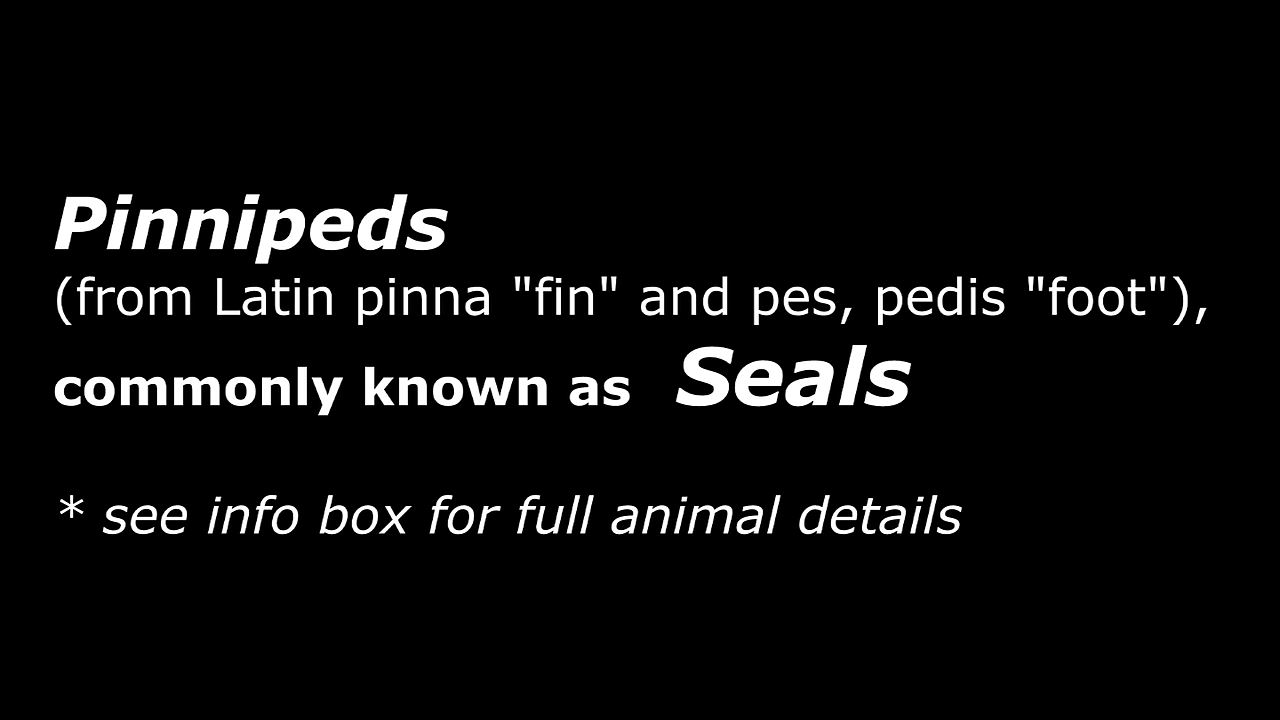 Pinnipeds
(from Latin pinna "fin" and pes, pedis "foot"),
commonly known as Seals
* see info box for full animal details